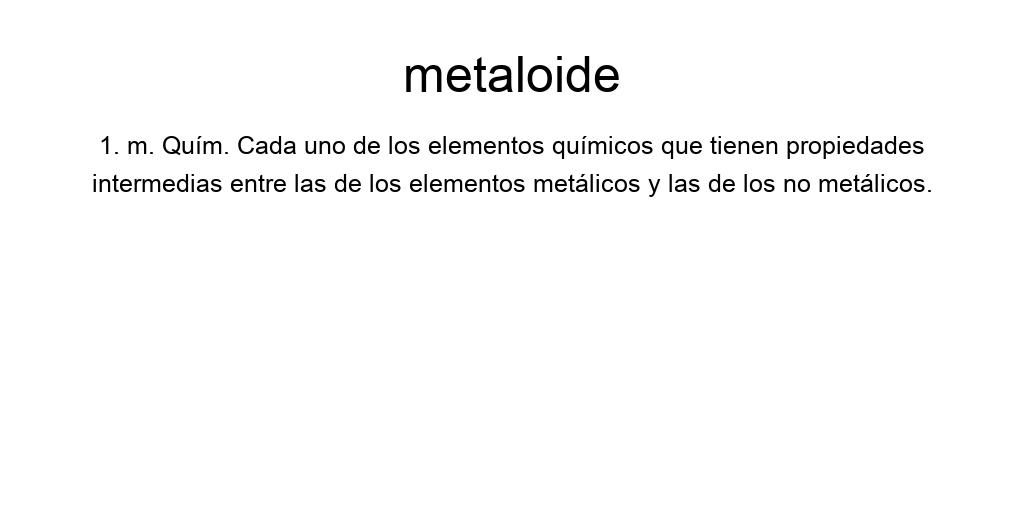 metaloide
1. m. Quím. Cada uno de los elementos químicos que tienen propiedades
intermedias entre las de los elementos metálicos y las de los no metálicos.